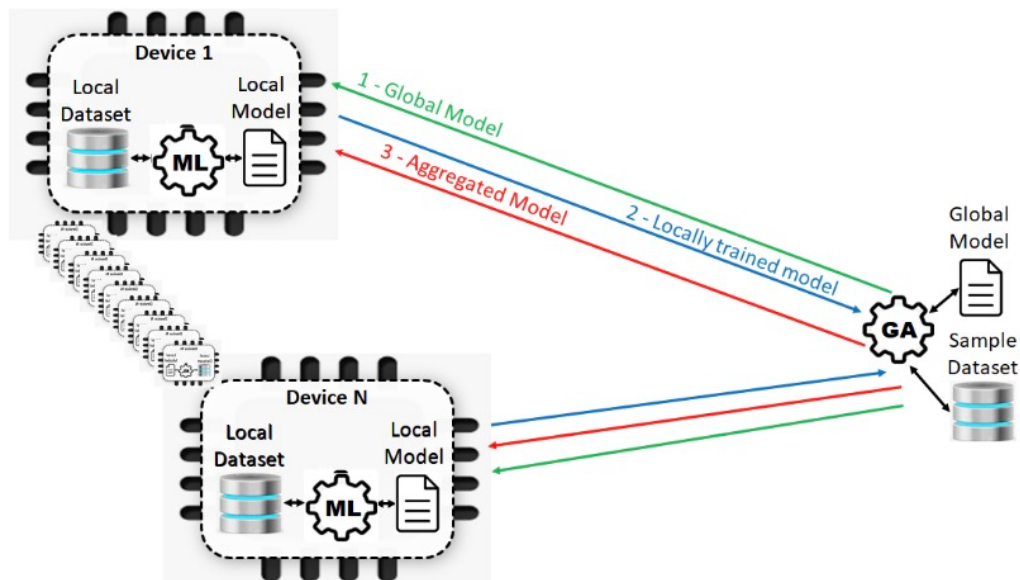 Device 1
Local
Dataset
Local
Model
ML
1 - Global Model
3 - Aggregated Model
2 - Locally trained model
Global
Model
GA
Sample
Dataset
Device N
Local
Dataset
Local
Model
ML